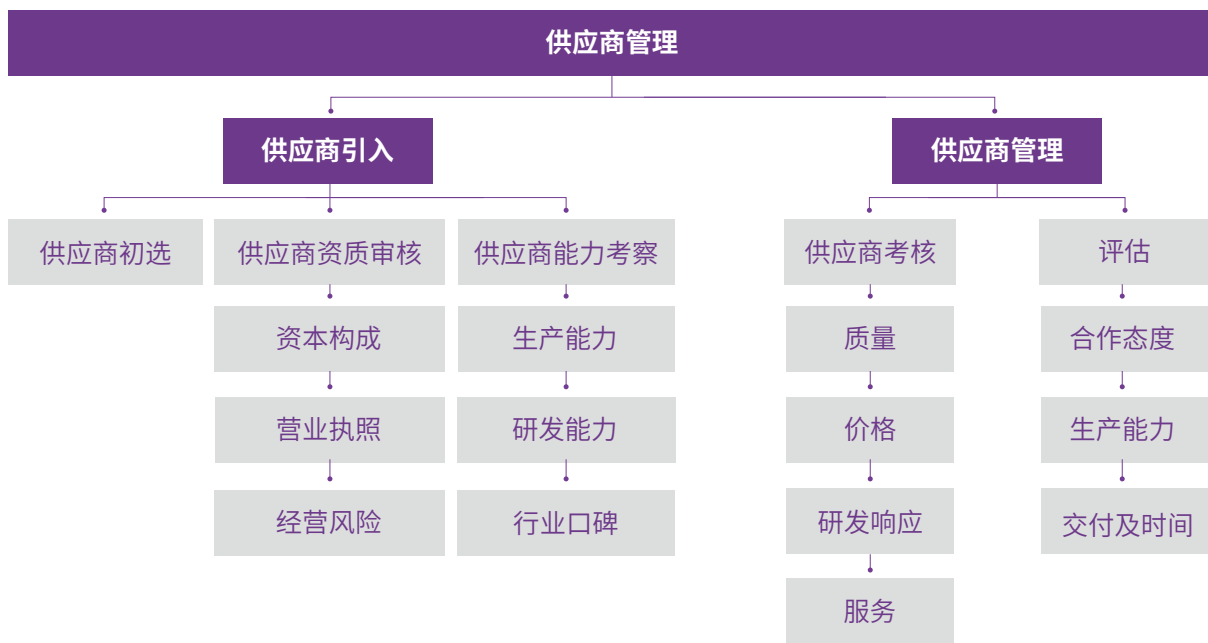 供应商管理
供应商引入
供应商管理
供应商初选
供应商资质审核
供应商能力考察
供应商考核
评估
资本构成
生产能力
质量
合作态度
营业执照
研发能力
价格
生产能力
经营风险
行业口碑
研发响应
交付及时间
服务